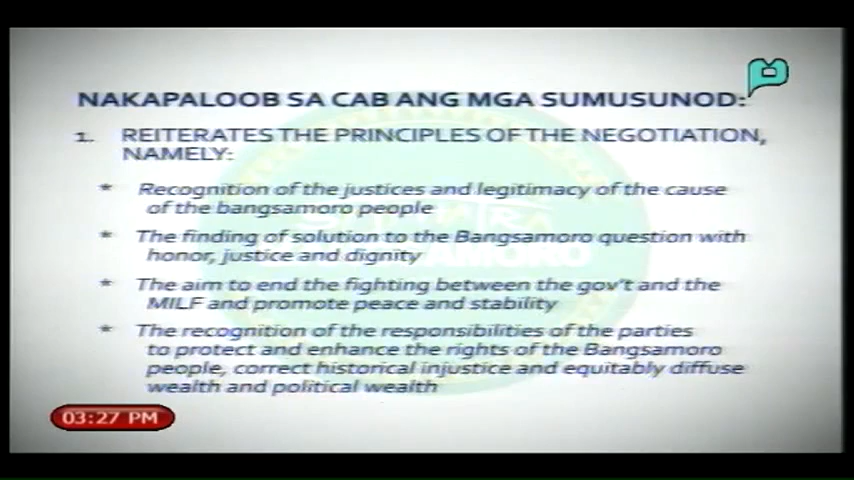 NAKAPALOOB SA CAB ANG MGA SUMUSUNOD:
1. REITERATES THE PRINCIPLES OF THE NEGOTIATION,
NAMELY:
* Recognition of the justices and legitimacy of the cause
of the bangsamoro people
* The finding of solution to the Bangsamoro question with
honor, justice and dignity
* The aim to end the fighting between the gov't and the
MILF and promote peace and stability
* The recognition of the responsibilities of the parties
to protect and enhance the rights of the Bangsamoro
people, correct historical injustice and equitably diffuse
wealth and political wealth
03:27 PM